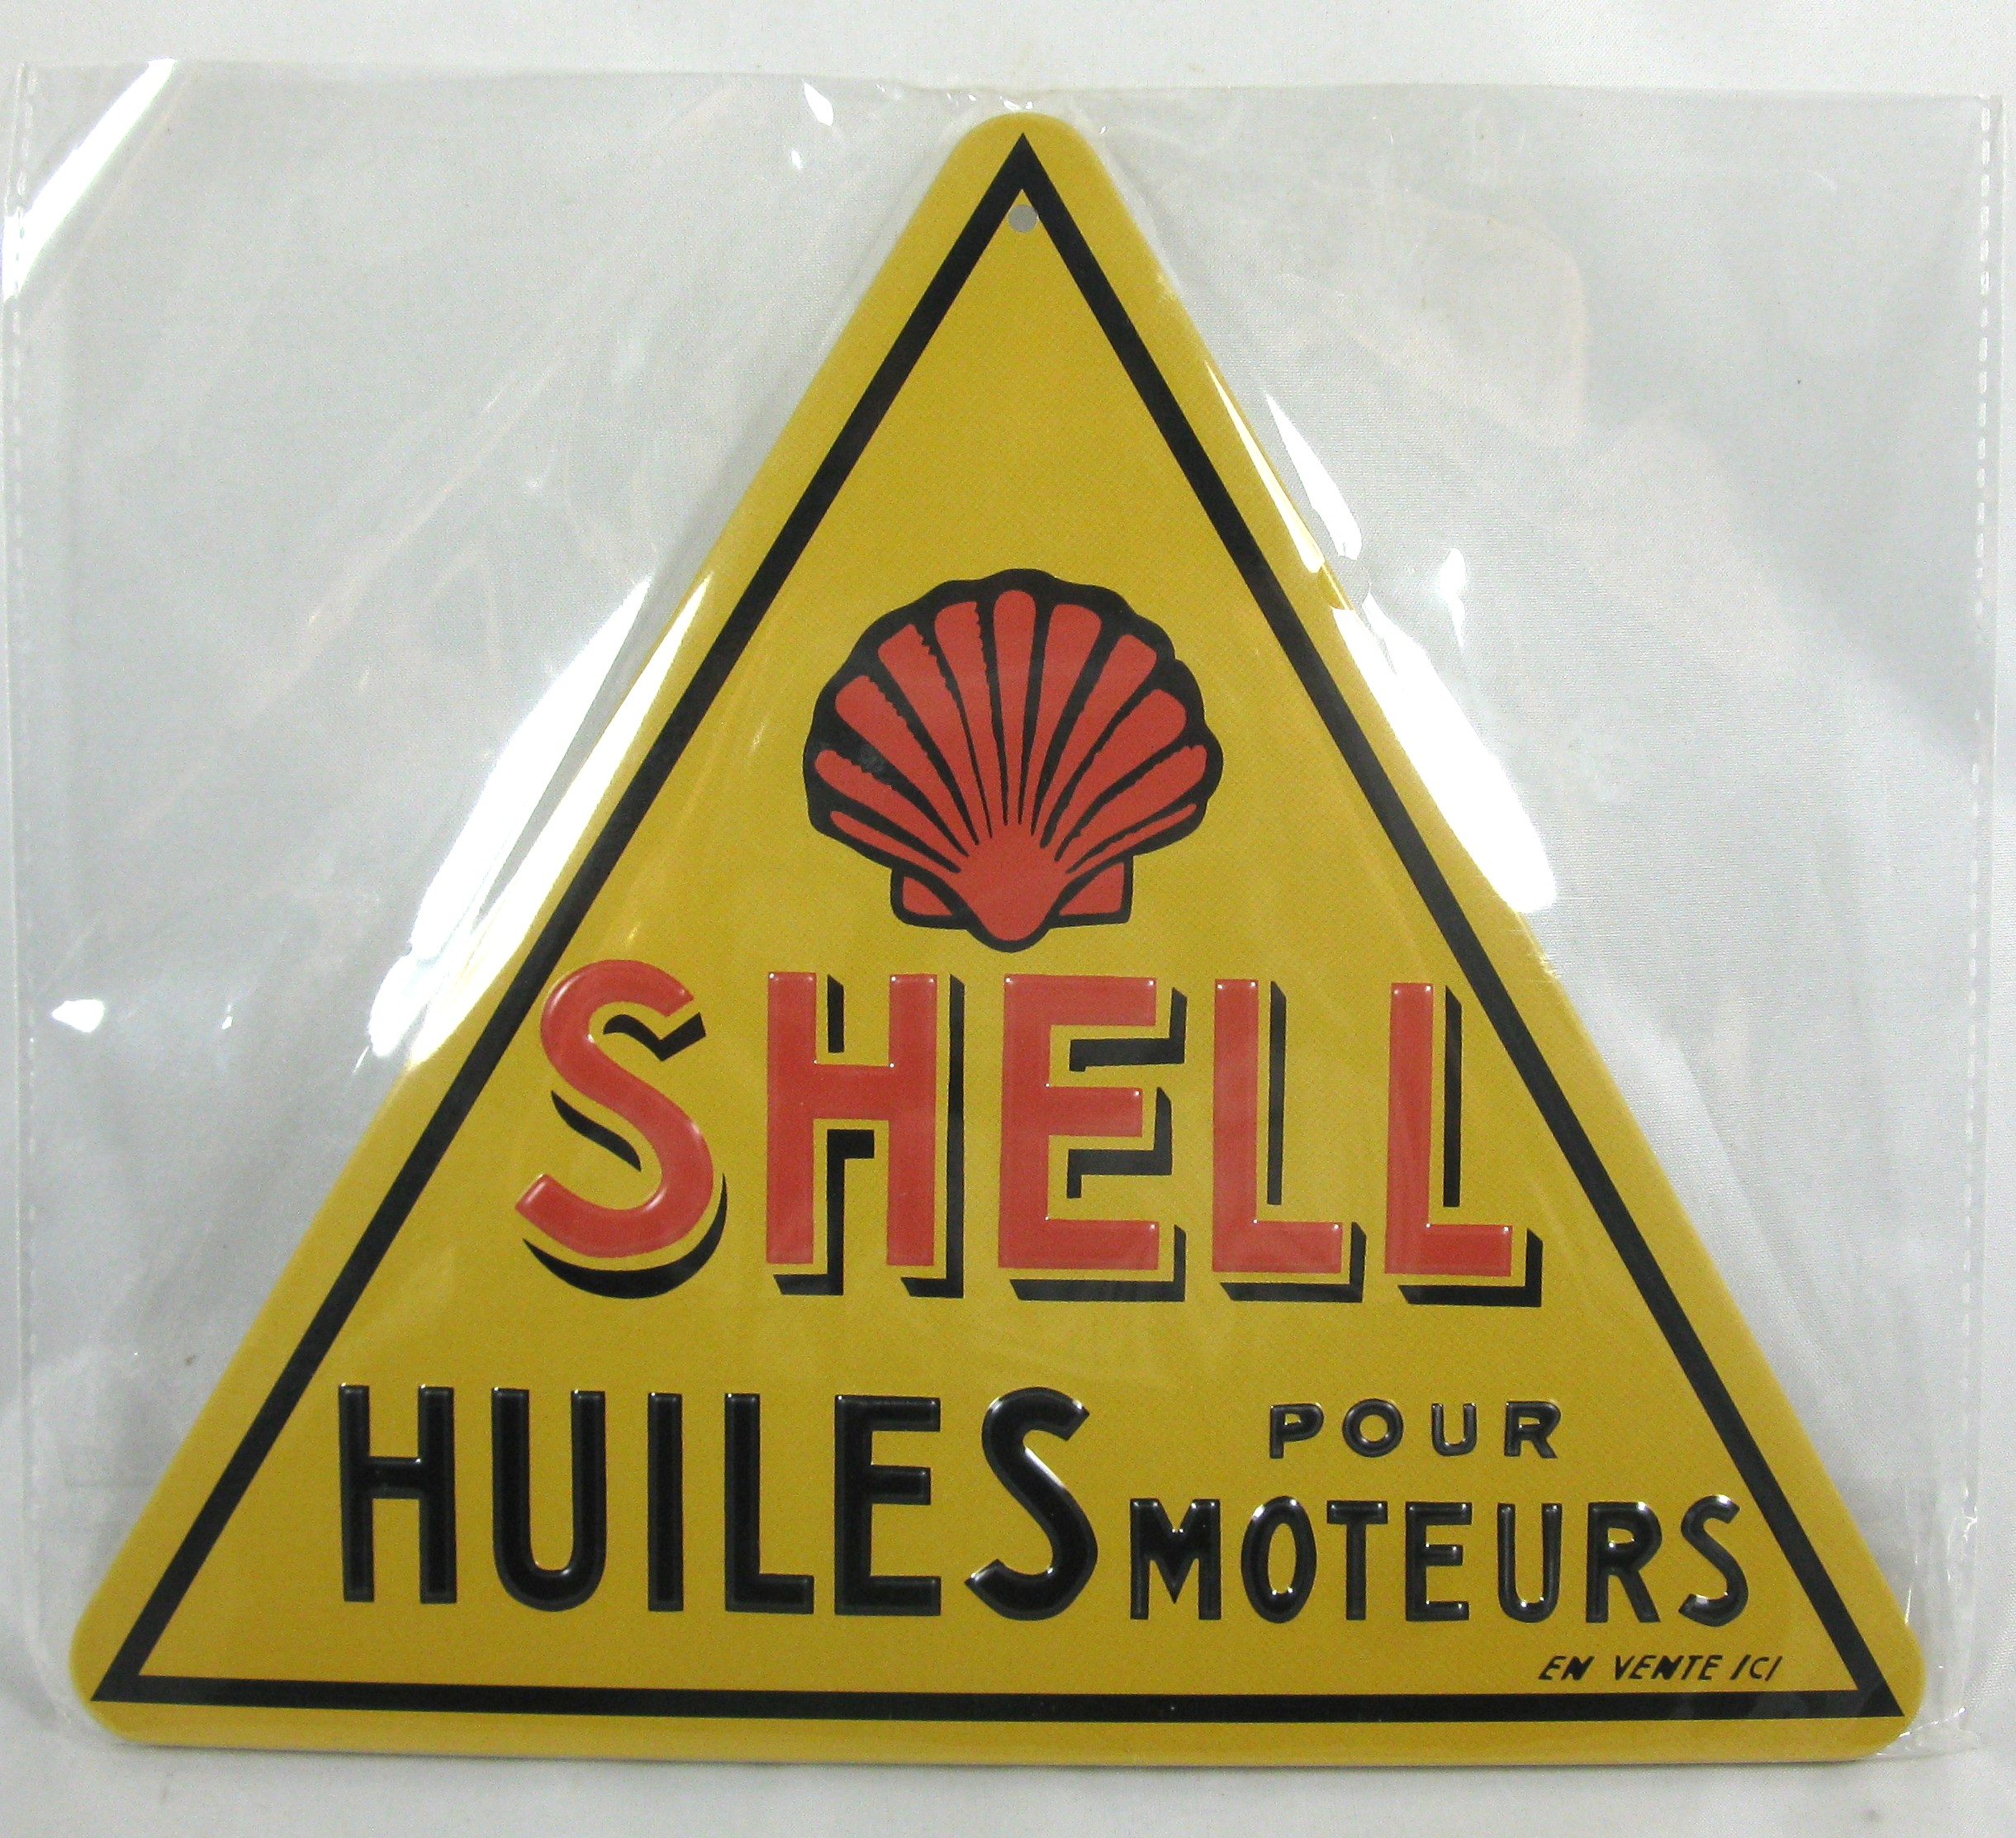 SHELL
HUILES POUR MOTEURS
EN VENTE ICI